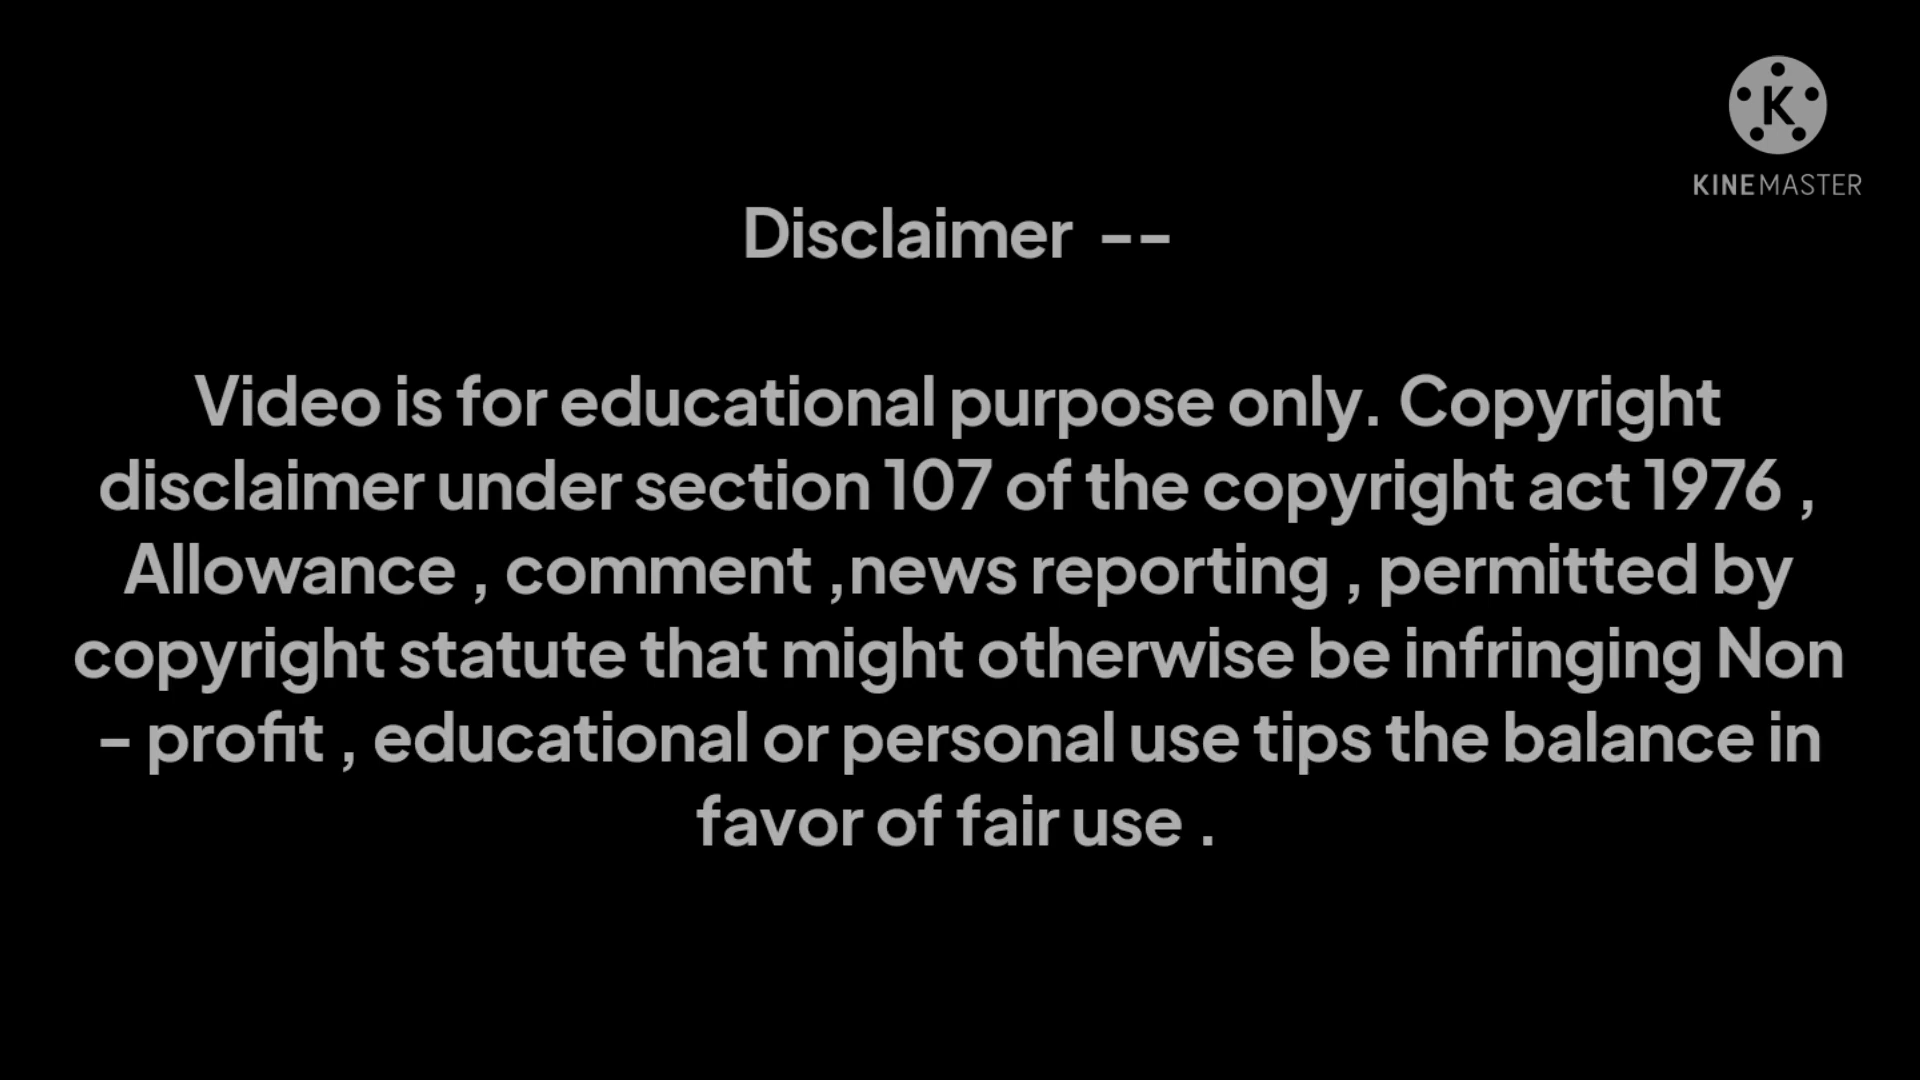 K
KINEMASTER
Disclaimer --
Video is for educational purpose only. Copyright
disclaimer under section 107 of the copyright act 1976 ,
Allowance , comment ,news reporting , permitted by
copyright statute that might otherwise be infringing Non
- profit , educational or personal use tips the balance in
favor of fair use .